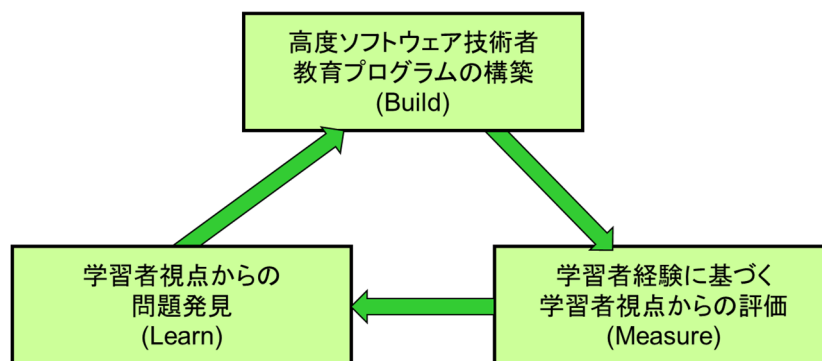 高度ソフトウェア技術者
教育プログラムの構築
(Build)
学習者視点からの
問題発見
(Learn)
学習者経験に基づく
学習者視点からの評価
(Measure)